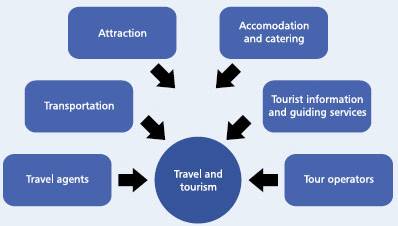 Attraction
Accomodation
and catering
Transportation
Tourist information
and guiding services
Travel agents
Travel and
tourism
Tour operators